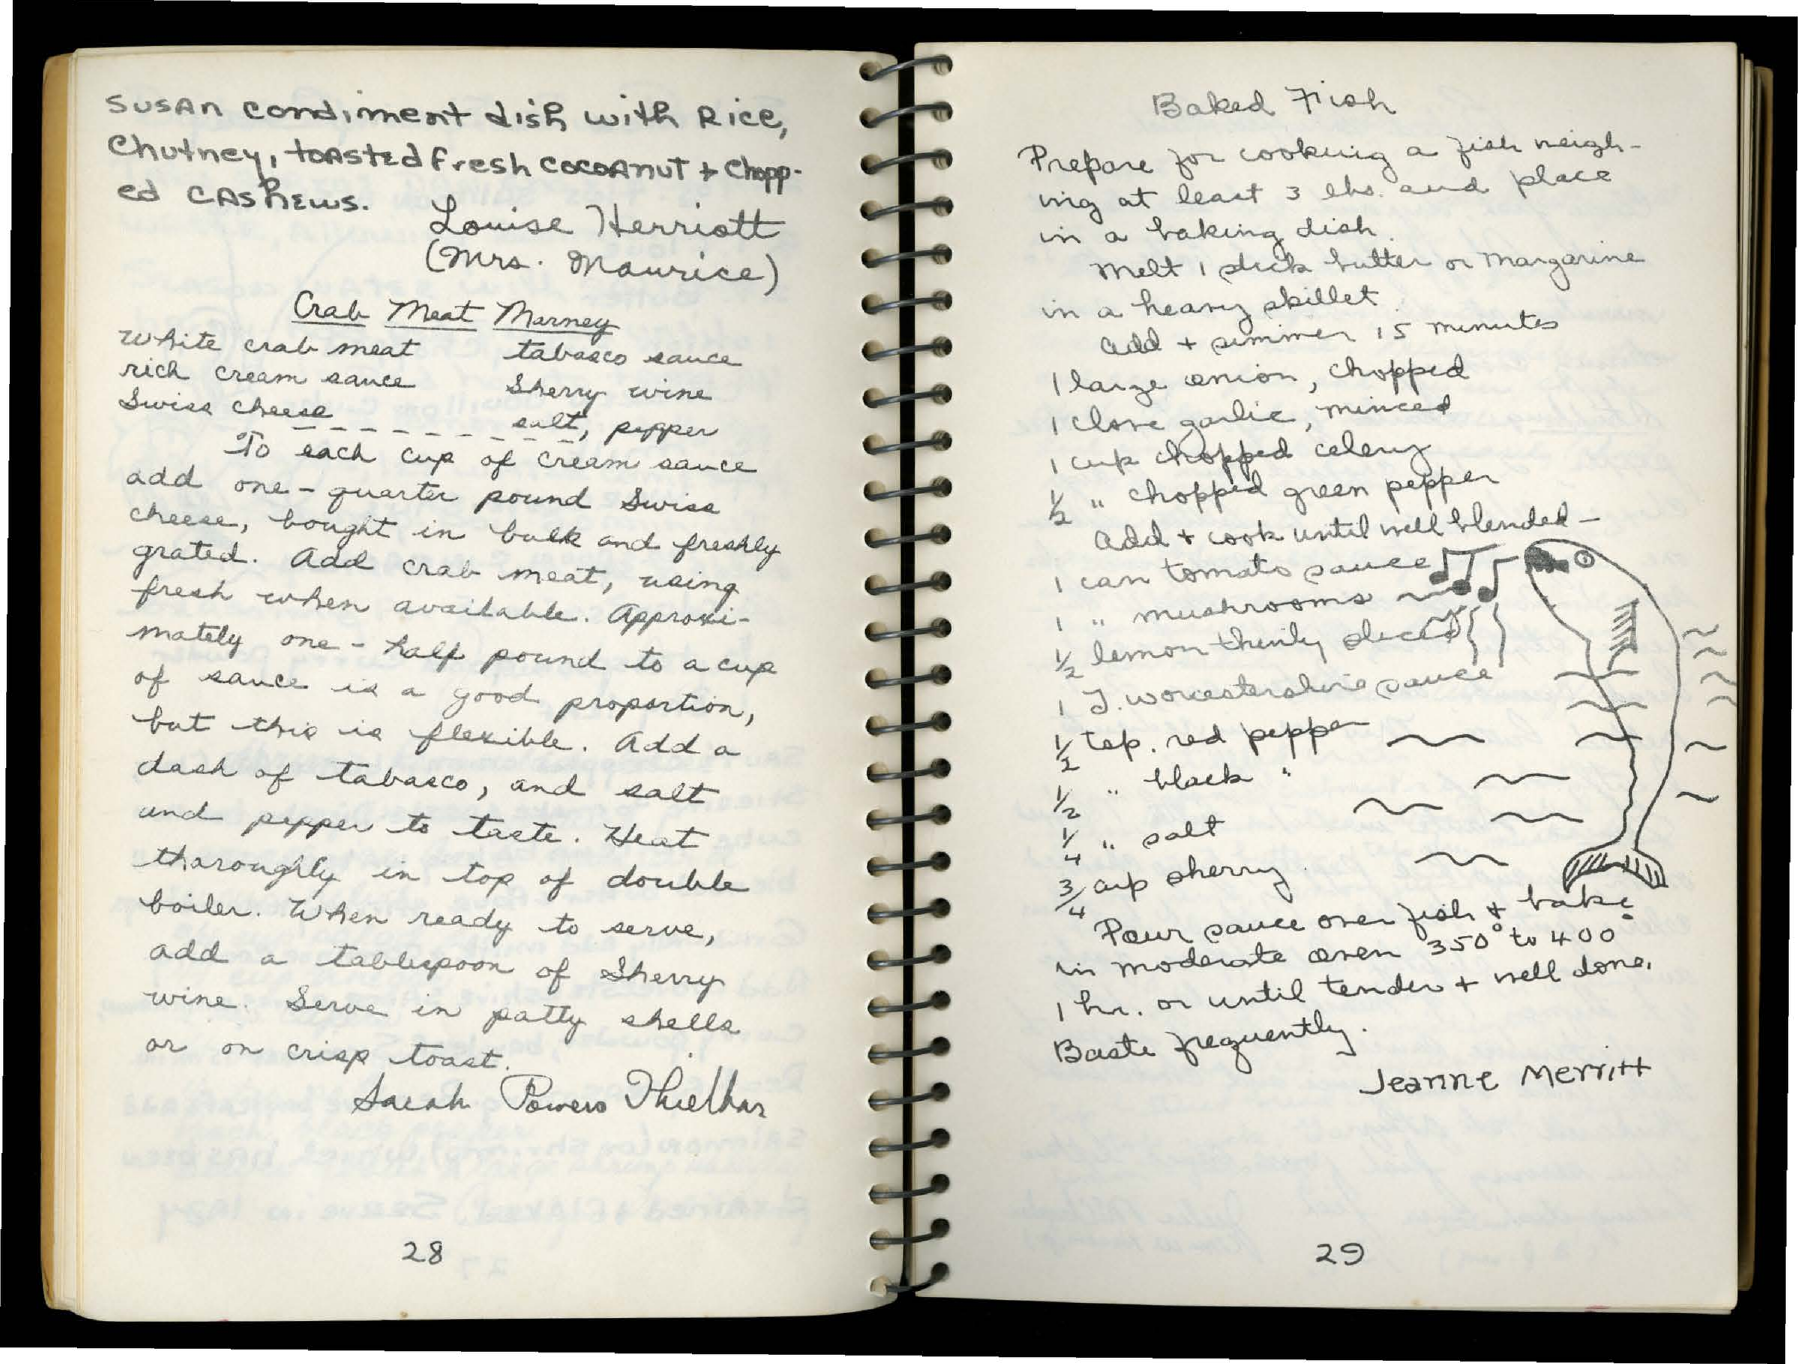 Susan condiment dish with Rice,
Chutney, toasted fresh cocoanut + chopp-
ed cashews.
Louise Herriott
(Mrs. Maurice)
Crab Meat Marney
White crab meat tabasco sauce
rich cream sauce Sherry wine
Swiss cheese salt, pepper
To each cup of cream sauce
add one-quarter pound Swiss
cheese, bought in bulk and freshly
grated. Add crab meat, using
fresh when available. Approxi-
mately one-half pound to a cup
of sauce is a good proportion,
but this is flexible. Add a
dash of tabasco, and salt
and pepper to taste. Heat
thoroughly in top of double
boiler. When ready to serve,
add a tablespoon of Sherry
wine. Serve in patty shells
or on crisp toast.
Sarah Powers Thielbar
28
Baked Fish
Prepare for cooking a fish weigh-
ing at least 3 lbs. and place
in a baking dish.
Melt 1 stick butter or margarine
in a heavy skillet.
Add + simmer 15 minutes
1 large onion, chopped
1 clove garlic, minced
1 cup chopped celery
1/2 " chopped green pepper
Add + cook until well blended -
1 can tomato sauce
1 " mushrooms
1/2 lemon thinly sliced
1 T. worcestershire sauce
1/2 tsp. red pepper
1/2 " black "
1/4 " salt
3/4 cup sherry.
Pour sauce over fish + bake
in moderate oven 350° to 400°
1 hr. or until tender + well done.
Baste frequently.
Jeanne Merritt
29